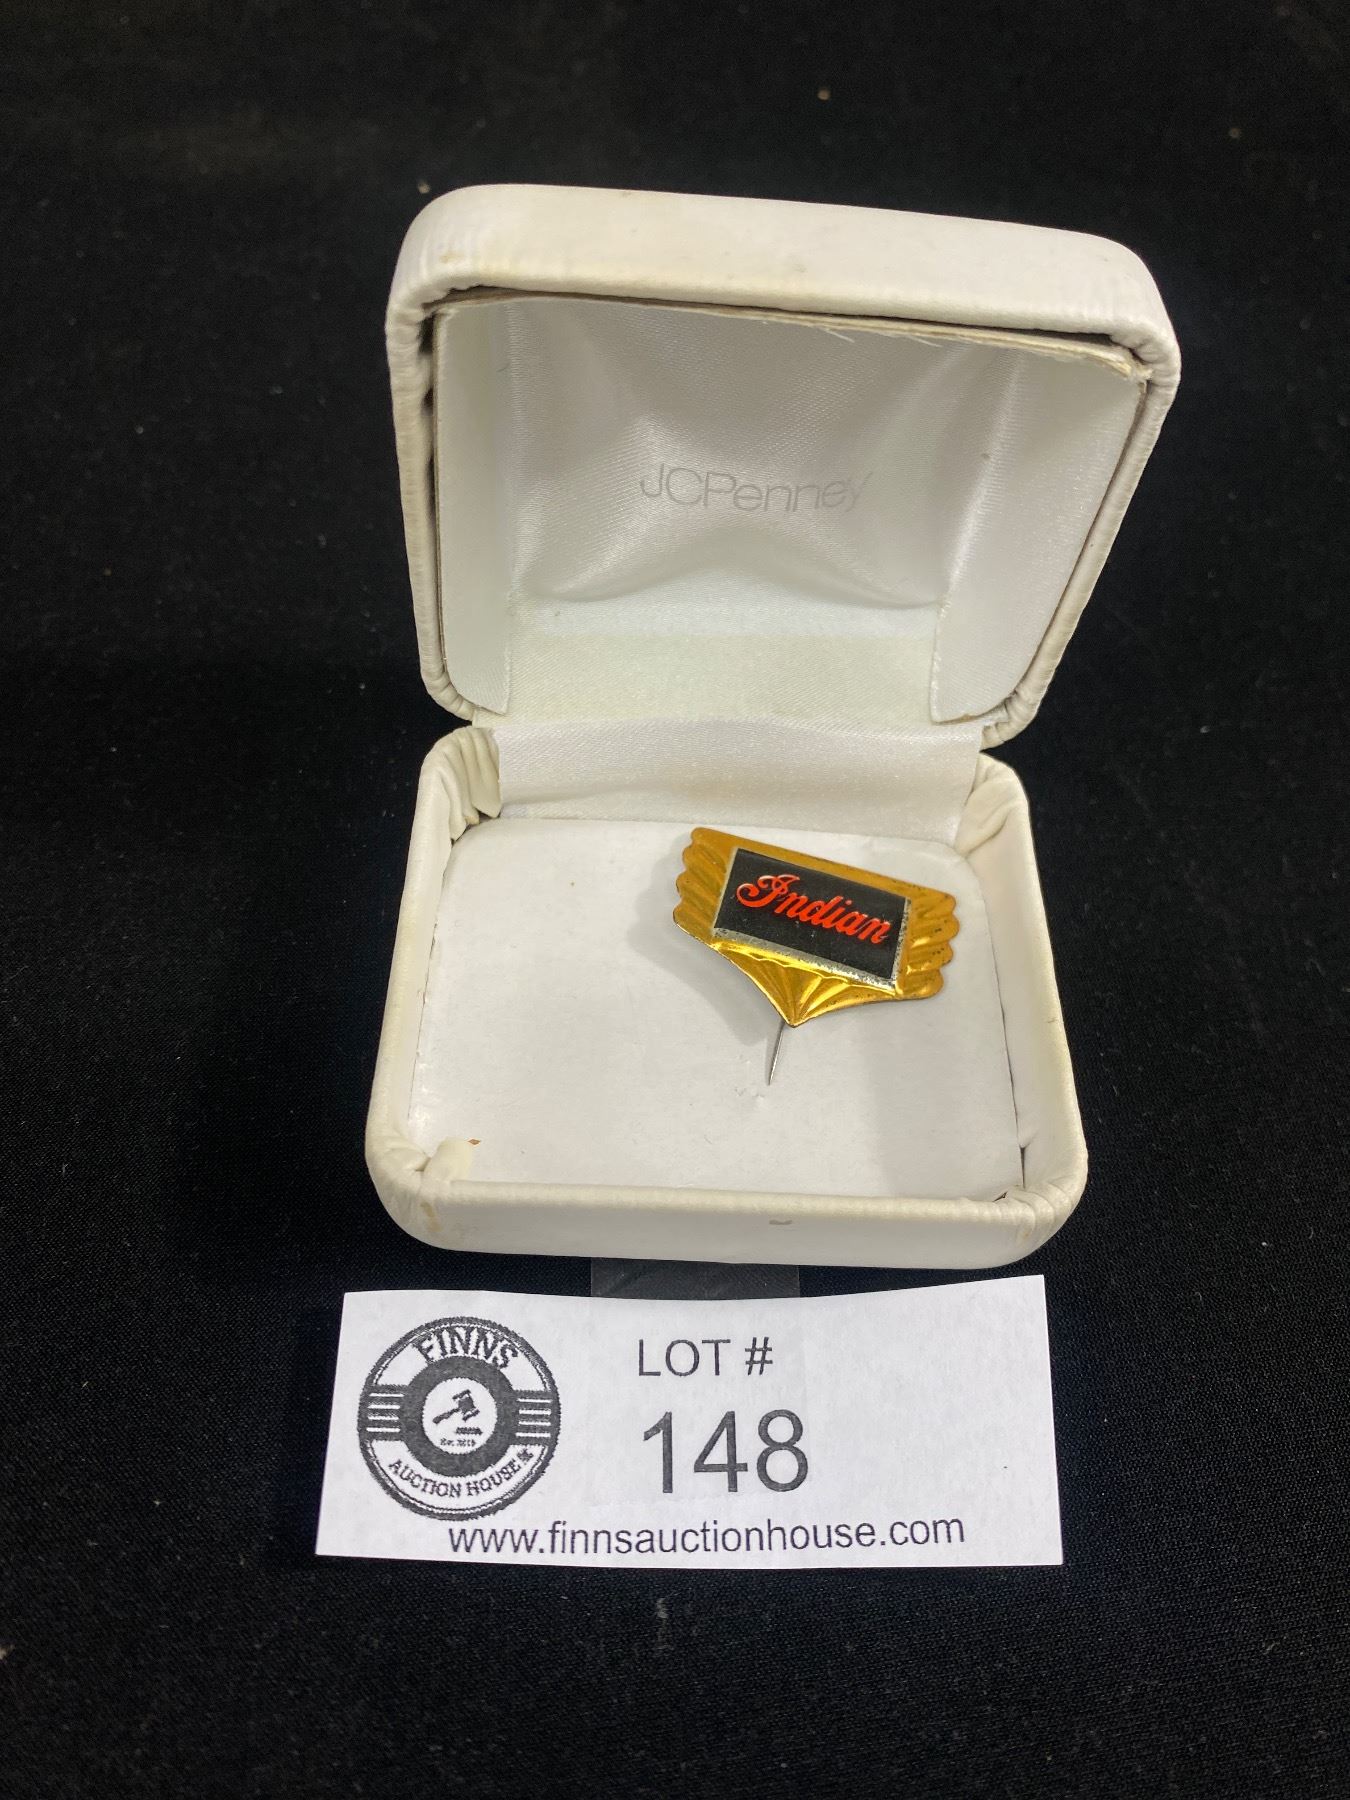 JCPenney
Indian
FINNS
AUCTION HOUSE
LOT #
148
www.finnsauctionhouse.com